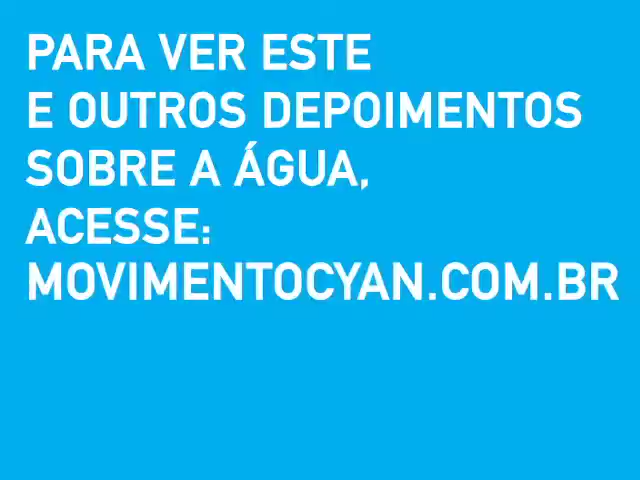 PARA VER ESTE
E OUTROS DEPOIMENTOS
SOBRE A ÁGUA,
ACESSE:
MOVIMENTOCYAN.COM.BR